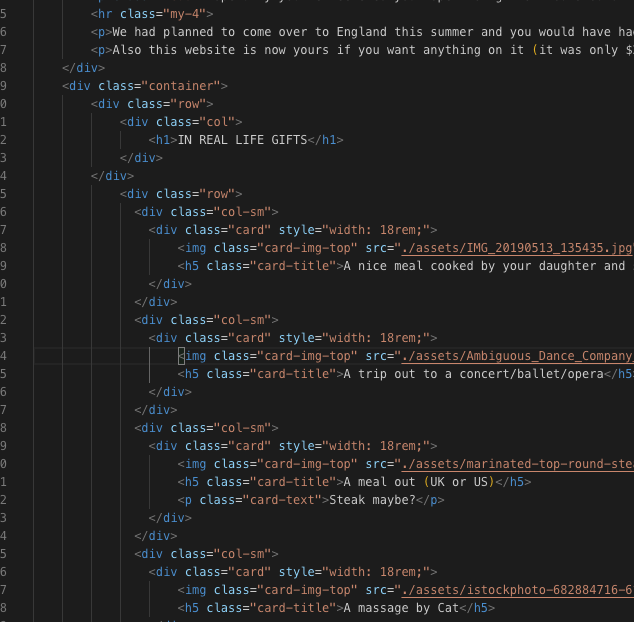 5 <hr class="my-4">
6 <p>We had planned to come over to England this summer and you would have
7 <p>Also this website is now yours if you want anything on it (it was only
8 </div>
9 <div class="container">
0 <div class="row">
1 <div class="col">
2 <h1>IN REAL LIFE GIFTS</h1>
3 </div>
4 </div>
5 <div class="row">
6 <div class="col-sm">
7 <div class="card" style="width: 18rem;">
8 <img class="card-img-top" src="./assets/IMG_20190513_135435.jpg
9 <h5 class="card-title">A nice meal cooked by your daughter and
0 </div>
1 </div>
2 <div class="col-sm">
3 <div class="card" style="width: 18rem;">
4 <img class="card-img-top" src="./assets/Ambiguous_Dance_Company
5 <h5 class="card-title">A trip out to a concert/ballet/opera</h5
6 </div>
7 </div>
8 <div class="col-sm">
9 <div class="card" style="width: 18rem;">
0 <img class="card-img-top" src="./assets/marinated-top-round-ste
1 <h5 class="card-title">A meal out (UK or US)</h5>
2 <p class="card-text">Steak maybe?</p>
3 </div>
4 </div>
5 <div class="col-sm">
6 <div class="card" style="width: 18rem;">
7 <img class="card-img-top" src="./assets/istockphoto-682884716-6
8 <h5 class="card-title">A massage by Cat</h5>